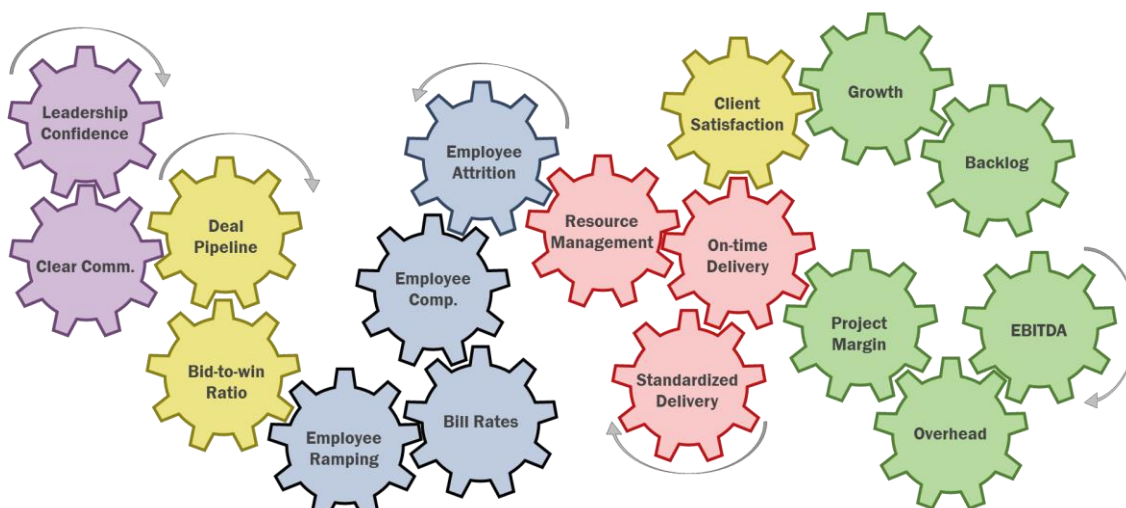 Leadership
Confidence
Clear Comm.
Deal
Pipeline
Bid-to-win
Ratio
Employee
Ramping
Bill Rates
Employee
Comp.
Employee
Attrition
Resource
Management
On-time
Delivery
Standardized
Delivery
Client
Satisfaction
Growth
Backlog
Project
Margin
Overhead
EBITDA